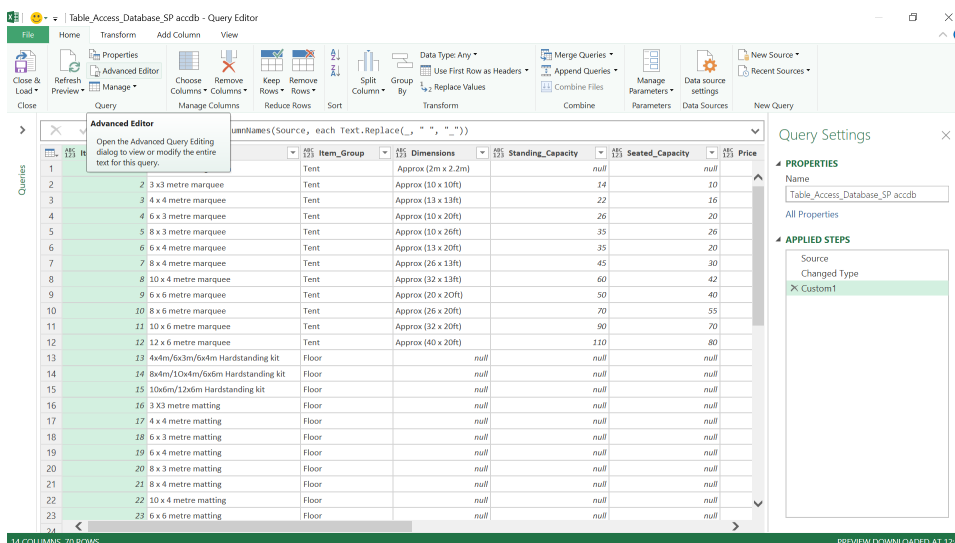 Table_Access_Database_SP accdb - Query Editor
File Home Transform Add Column View
Close & Load
Close
Refresh Preview
Properties
Advanced Editor
Manage
Query
Choose Columns
Remove Columns
Manage Columns
Keep Rows
Remove Rows
Reduce Rows
Sort
Split Column
Group By
Data Type: Any
Use First Row as Headers
Replace Values
Transform
Merge Queries
Append Queries
Combine Files
Combine
Manage Parameters
Parameters
Data source settings
Data Sources
New Source
Recent Sources
New Query
Advanced Editor
Open the Advanced Query Editing
dialog to view or modify the entire
text for this query.
umnNames(Source, each Text.Replace(_, " ", "_"))
Queries
ABC 123 ABC 123 Item_Group ABC 123 Dimensions ABC 123 Standing_Capacity ABC 123 Seated_Capacity ABC 123 Price
1 Tent Approx (2m x 2.2m) null null
2 2 3 x3 metre marquee Tent Approx (10 x 10ft) 14 10
3 3 4 x 4 metre marquee Tent Approx (13 x 13ft) 22 16
4 4 6 x 3 metre marquee Tent Approx (10 x 20ft) 26 20
5 5 8 x 3 metre marquee Tent Approx (10 x 26ft) 35 26
6 6 6 x 4 metre marquee Tent Approx (13 x 20ft) 35 20
7 7 8 x 4 metre marquee Tent Approx (26 x 13ft) 45 30
8 8 10 x 4 metre marquee Tent Approx (32 x 13ft) 60 42
9 9 6 x 6 metre marquee Tent Approx (20 x 2Oft) 50 40
10 10 8 x 6 metre marquee Tent Approx (26 x 20ft) 70 55
11 11 10 x 6 metre marquee Tent Approx (32 x 20ft) 90 70
12 12 12 x 6 metre marquee Tent Approx (40 x 20ft) 110 80
13 13 4x4m/6x3m/6x4m Hardstanding kit Floor null null null
14 14 8x4m/1Ox4m/6x6m Hardstanding kit Floor null null null
15 15 10x6m/12x6m Hardstanding kit Floor null null null
16 16 3 X3 metre matting Floor null null null
17 17 4 x 4 metre matting Floor null null null
18 18 6 x 3 metre matting Floor null null null
19 19 6 x 4 metre matting Floor null null null
20 20 8 x 3 metre matting Floor null null null
21 21 8 x 4 metre matting Floor null null null
22 22 10 x 4 metre matting Floor null null null
23 23 6 x 6 metre matting Floor null null null
24
Query Settings
PROPERTIES
Name
Table_Access_Database_SP accdb
All Properties
APPLIED STEPS
Source
Changed Type
Custom1
14 COLUMNS, 70 ROWS
PREVIEW DOWNLOADED AT 12: